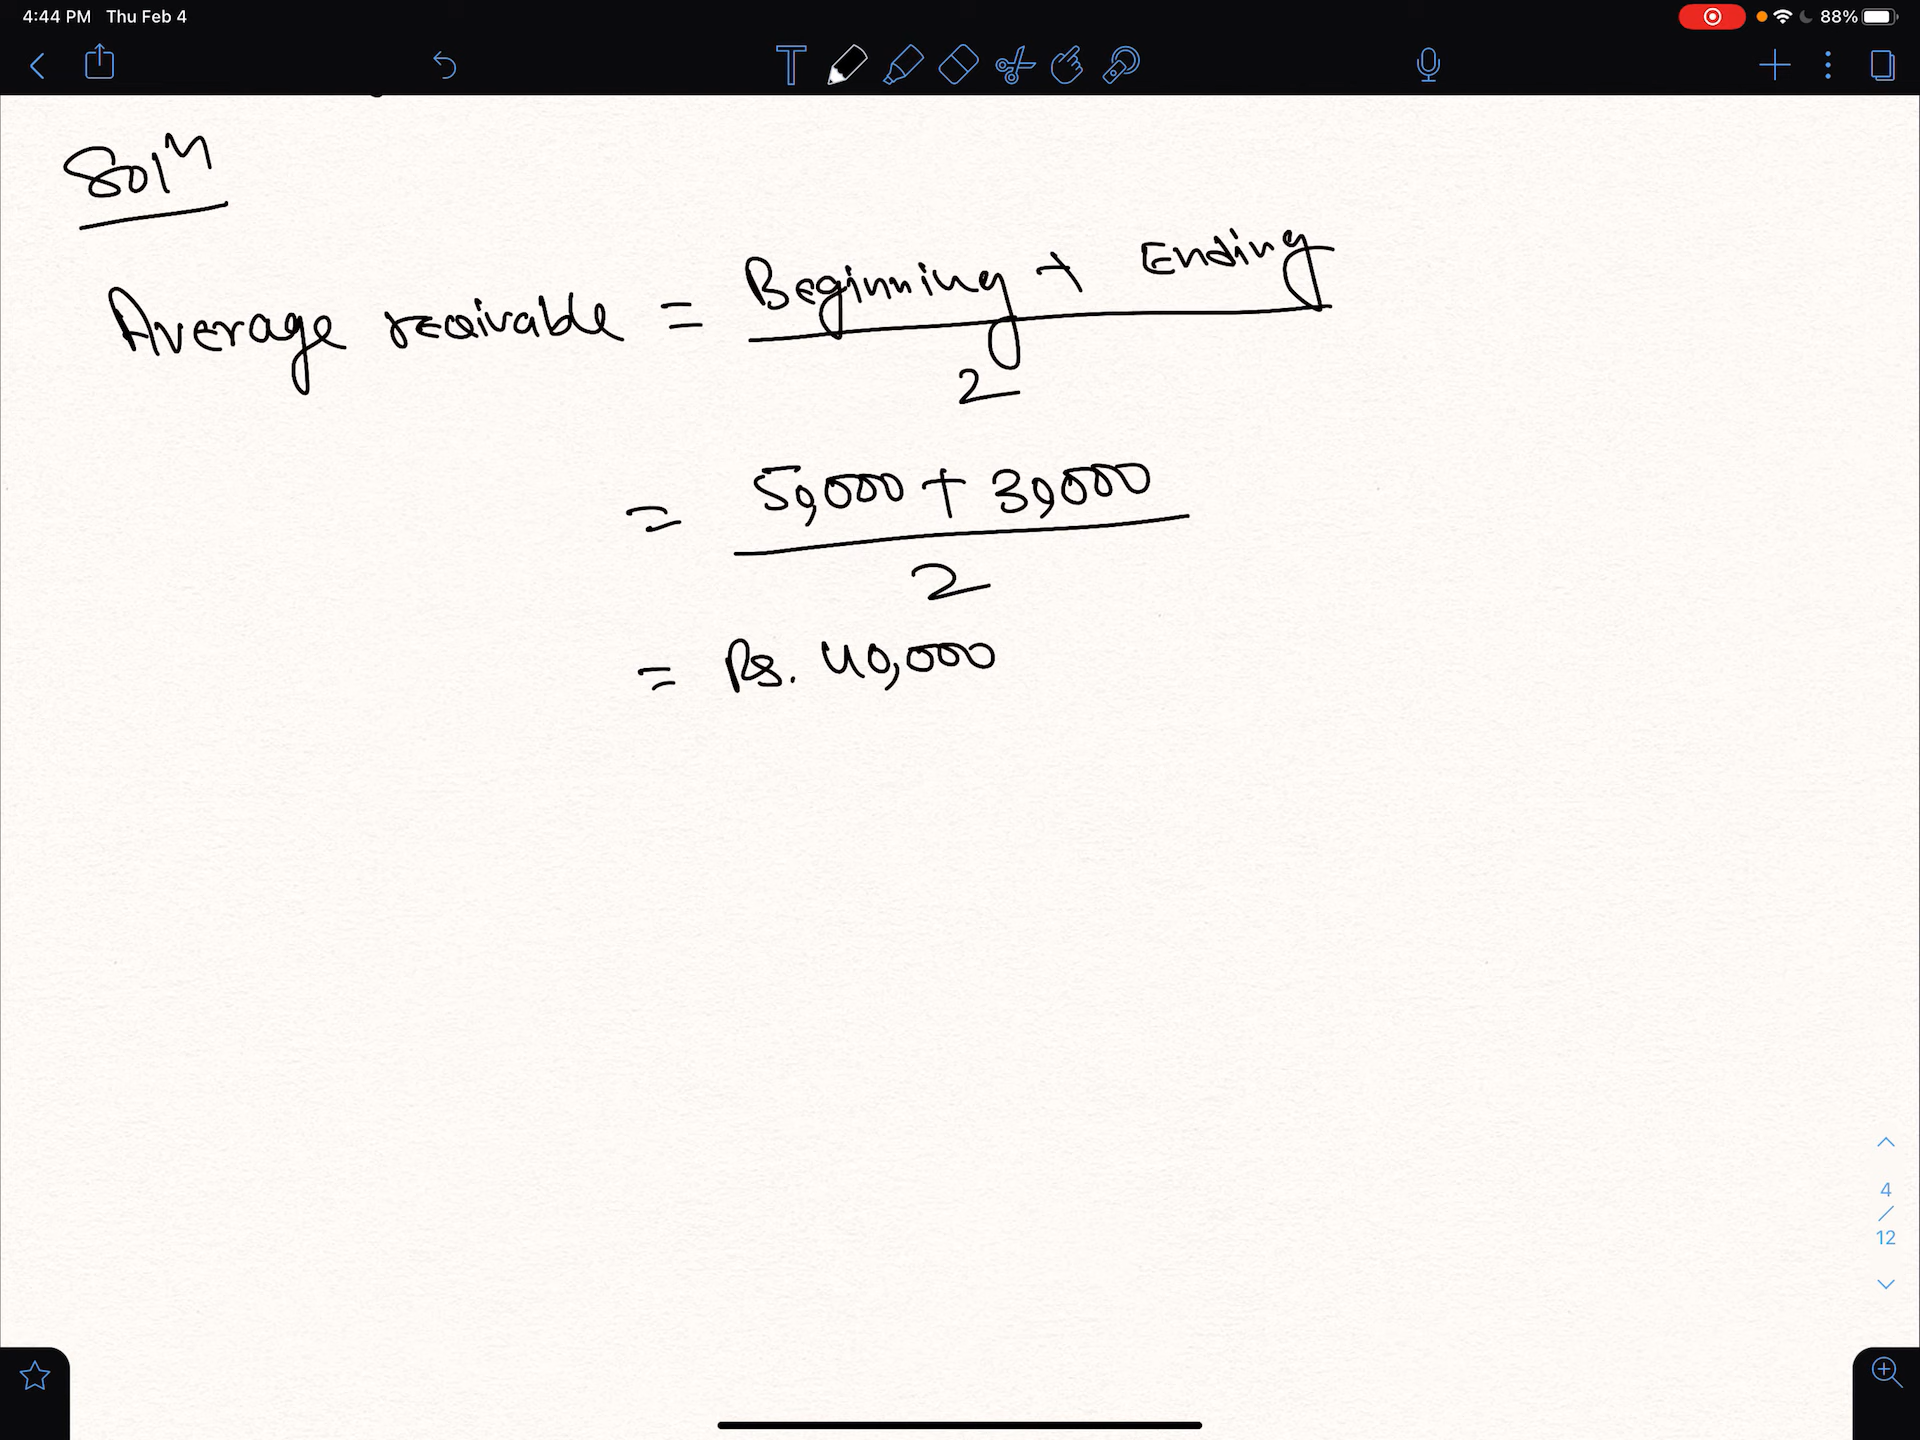 4:44 PM Thu Feb 4
88%
T
Solⁿ
Average receivable = Beginning + Ending
2
= 50,000 + 30,000
2
= Rs. 40,000
4
/
12